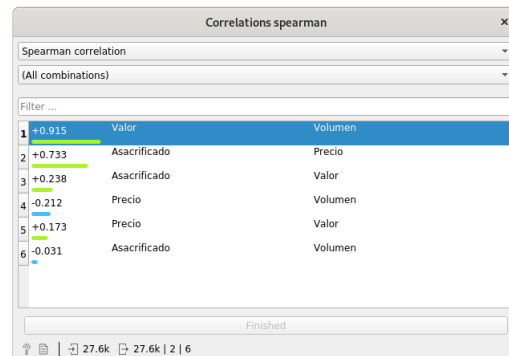 Correlations spearman ×
Spearman correlation
(All combinations)
Filter ...
1 +0.915 Valor Volumen
2 +0.733 Asacrificado Precio
3 +0.238 Asacrificado Valor
4 -0.212 Precio Volumen
5 +0.173 Precio Valor
6 -0.031 Asacrificado Volumen
Finished
? 27.6k 27.6k | 2 | 6